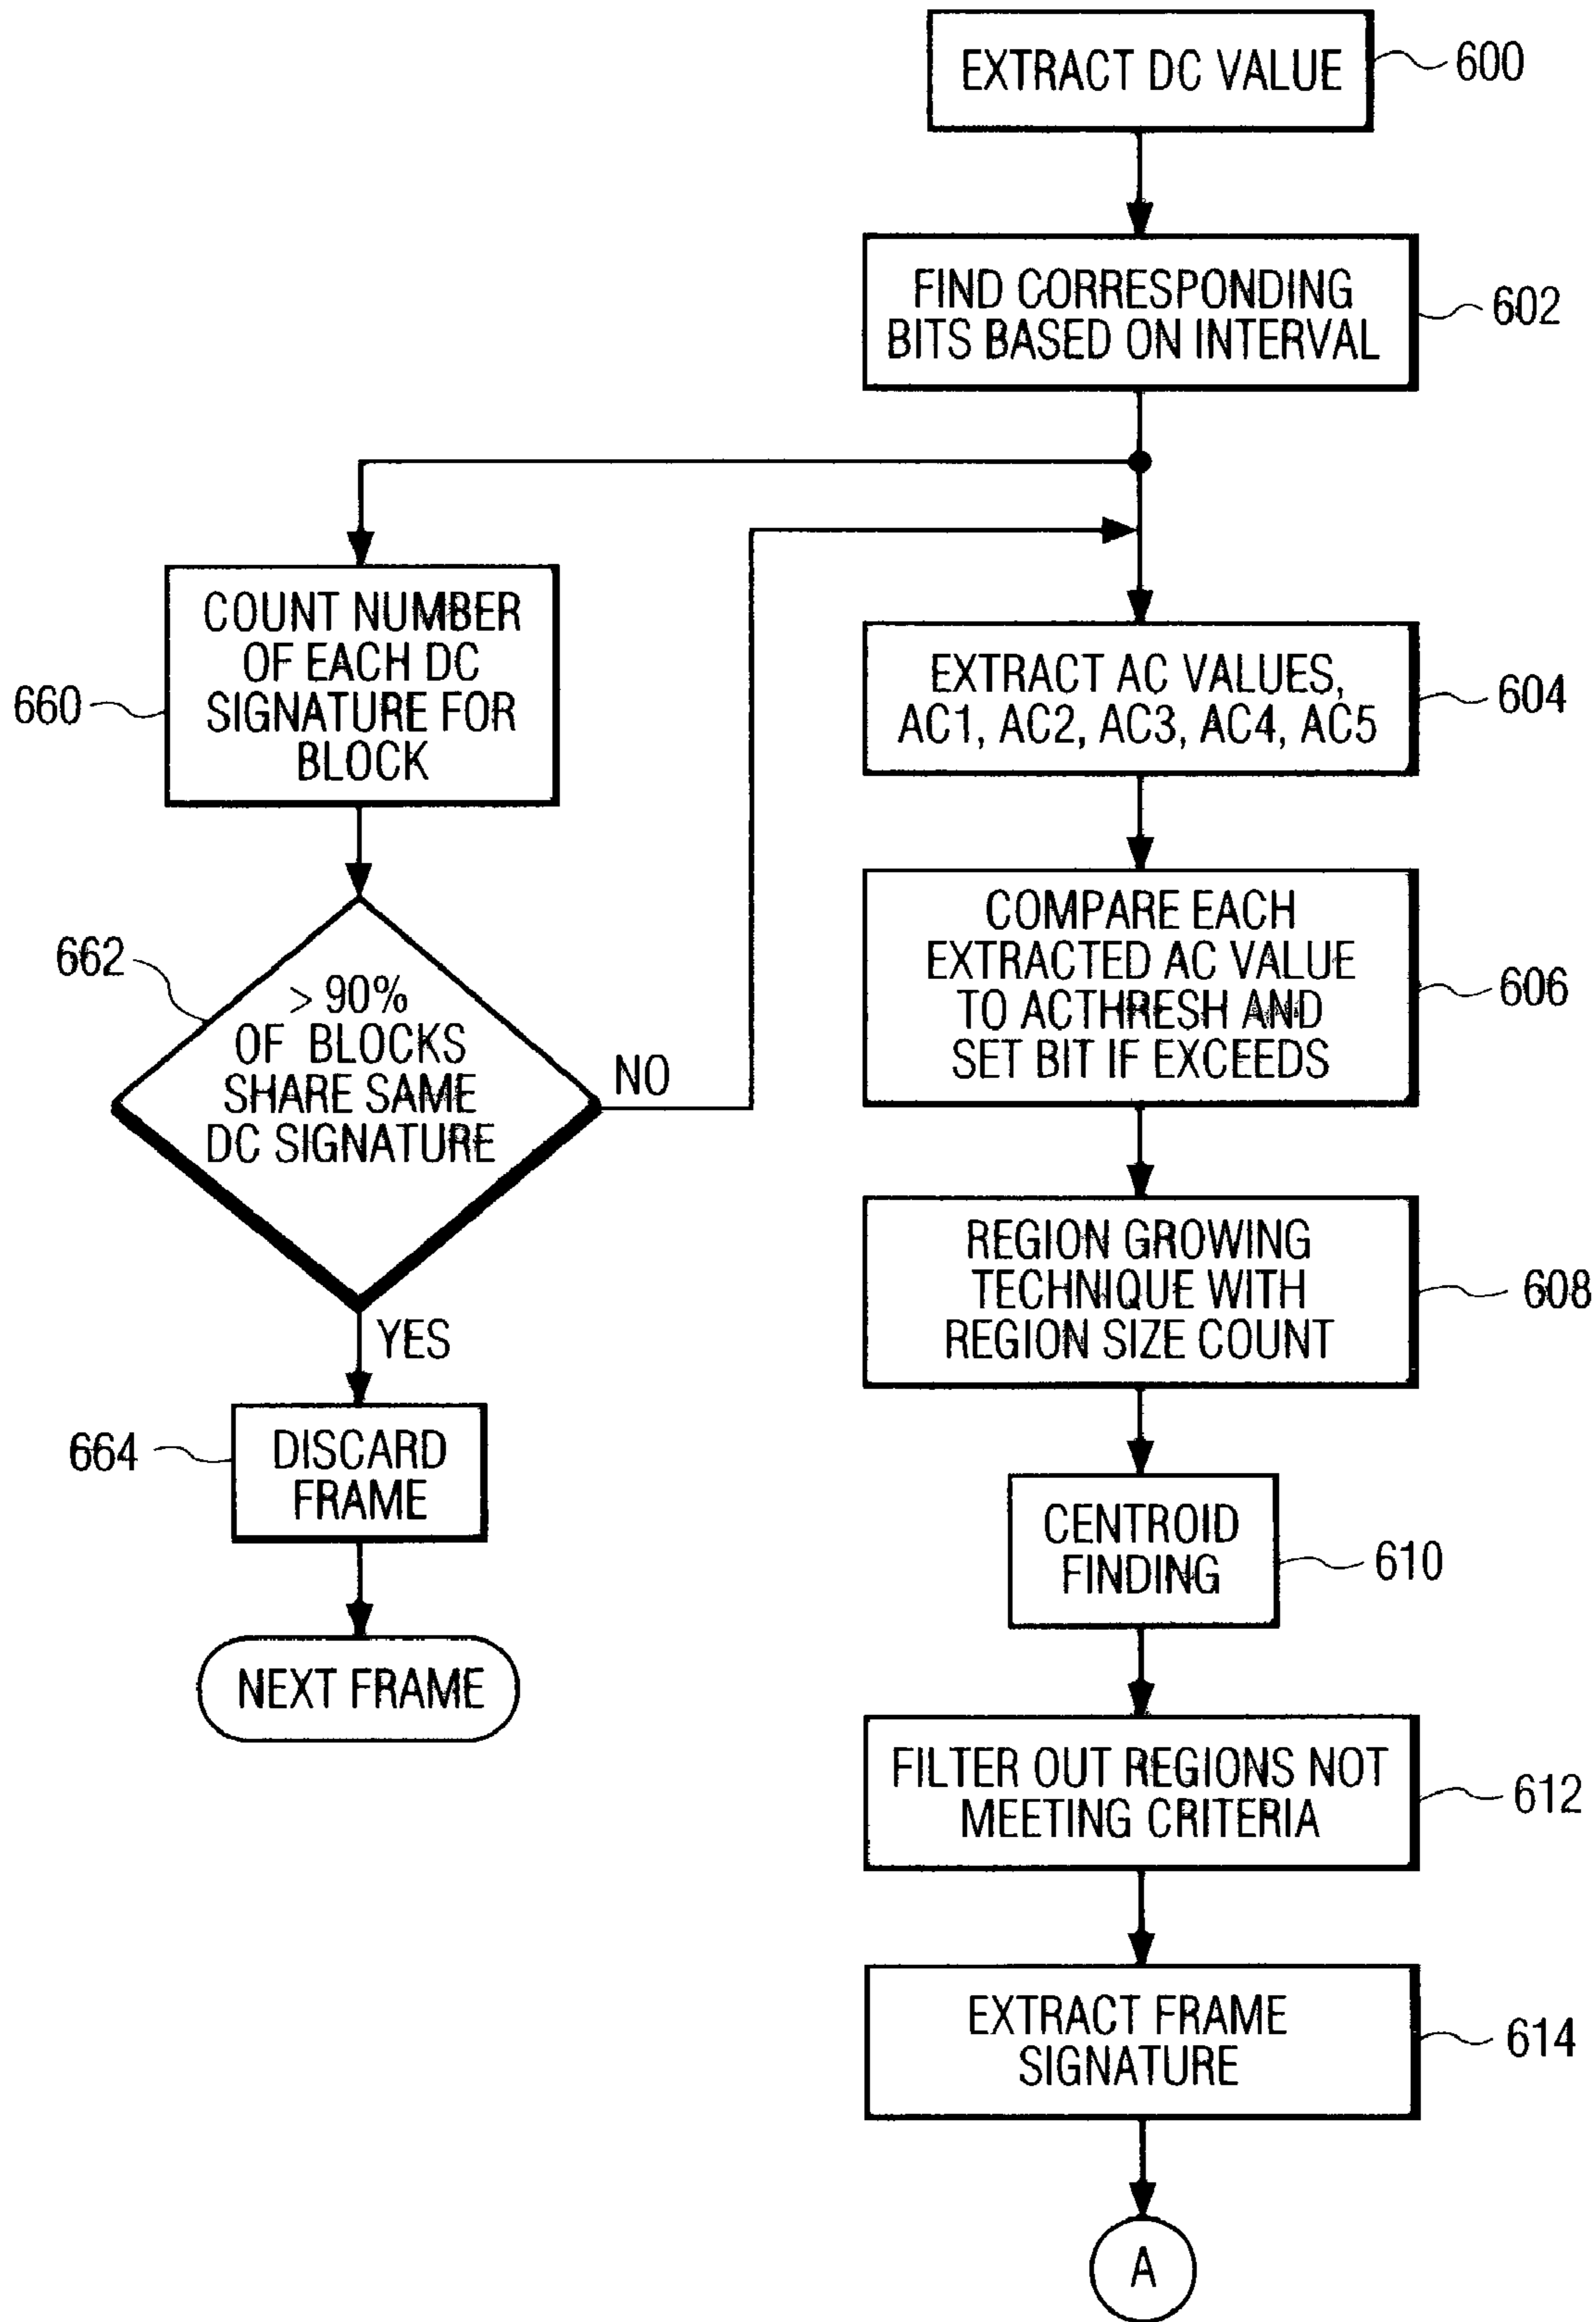 EXTRACT DC VALUE
600
FIND CORRESPONDING
BITS BASED ON INTERVAL
602
COUNT NUMBER
OF EACH DC
SIGNATURE FOR
BLOCK
660
> 90%
OF BLOCKS
SHARE SAME
DC SIGNATURE
662
NO
YES
DISCARD
FRAME
664
NEXT FRAME
EXTRACT AC VALUES,
AC1, AC2, AC3, AC4, AC5
604
COMPARE EACH
EXTRACTED AC VALUE
TO ACTHRESH AND
SET BIT IF EXCEEDS
606
REGION GROWING
TECHNIQUE WITH
REGION SIZE COUNT
608
CENTROID
FINDING
610
FILTER OUT REGIONS NOT
MEETING CRITERIA
612
EXTRACT FRAME
SIGNATURE
614
A